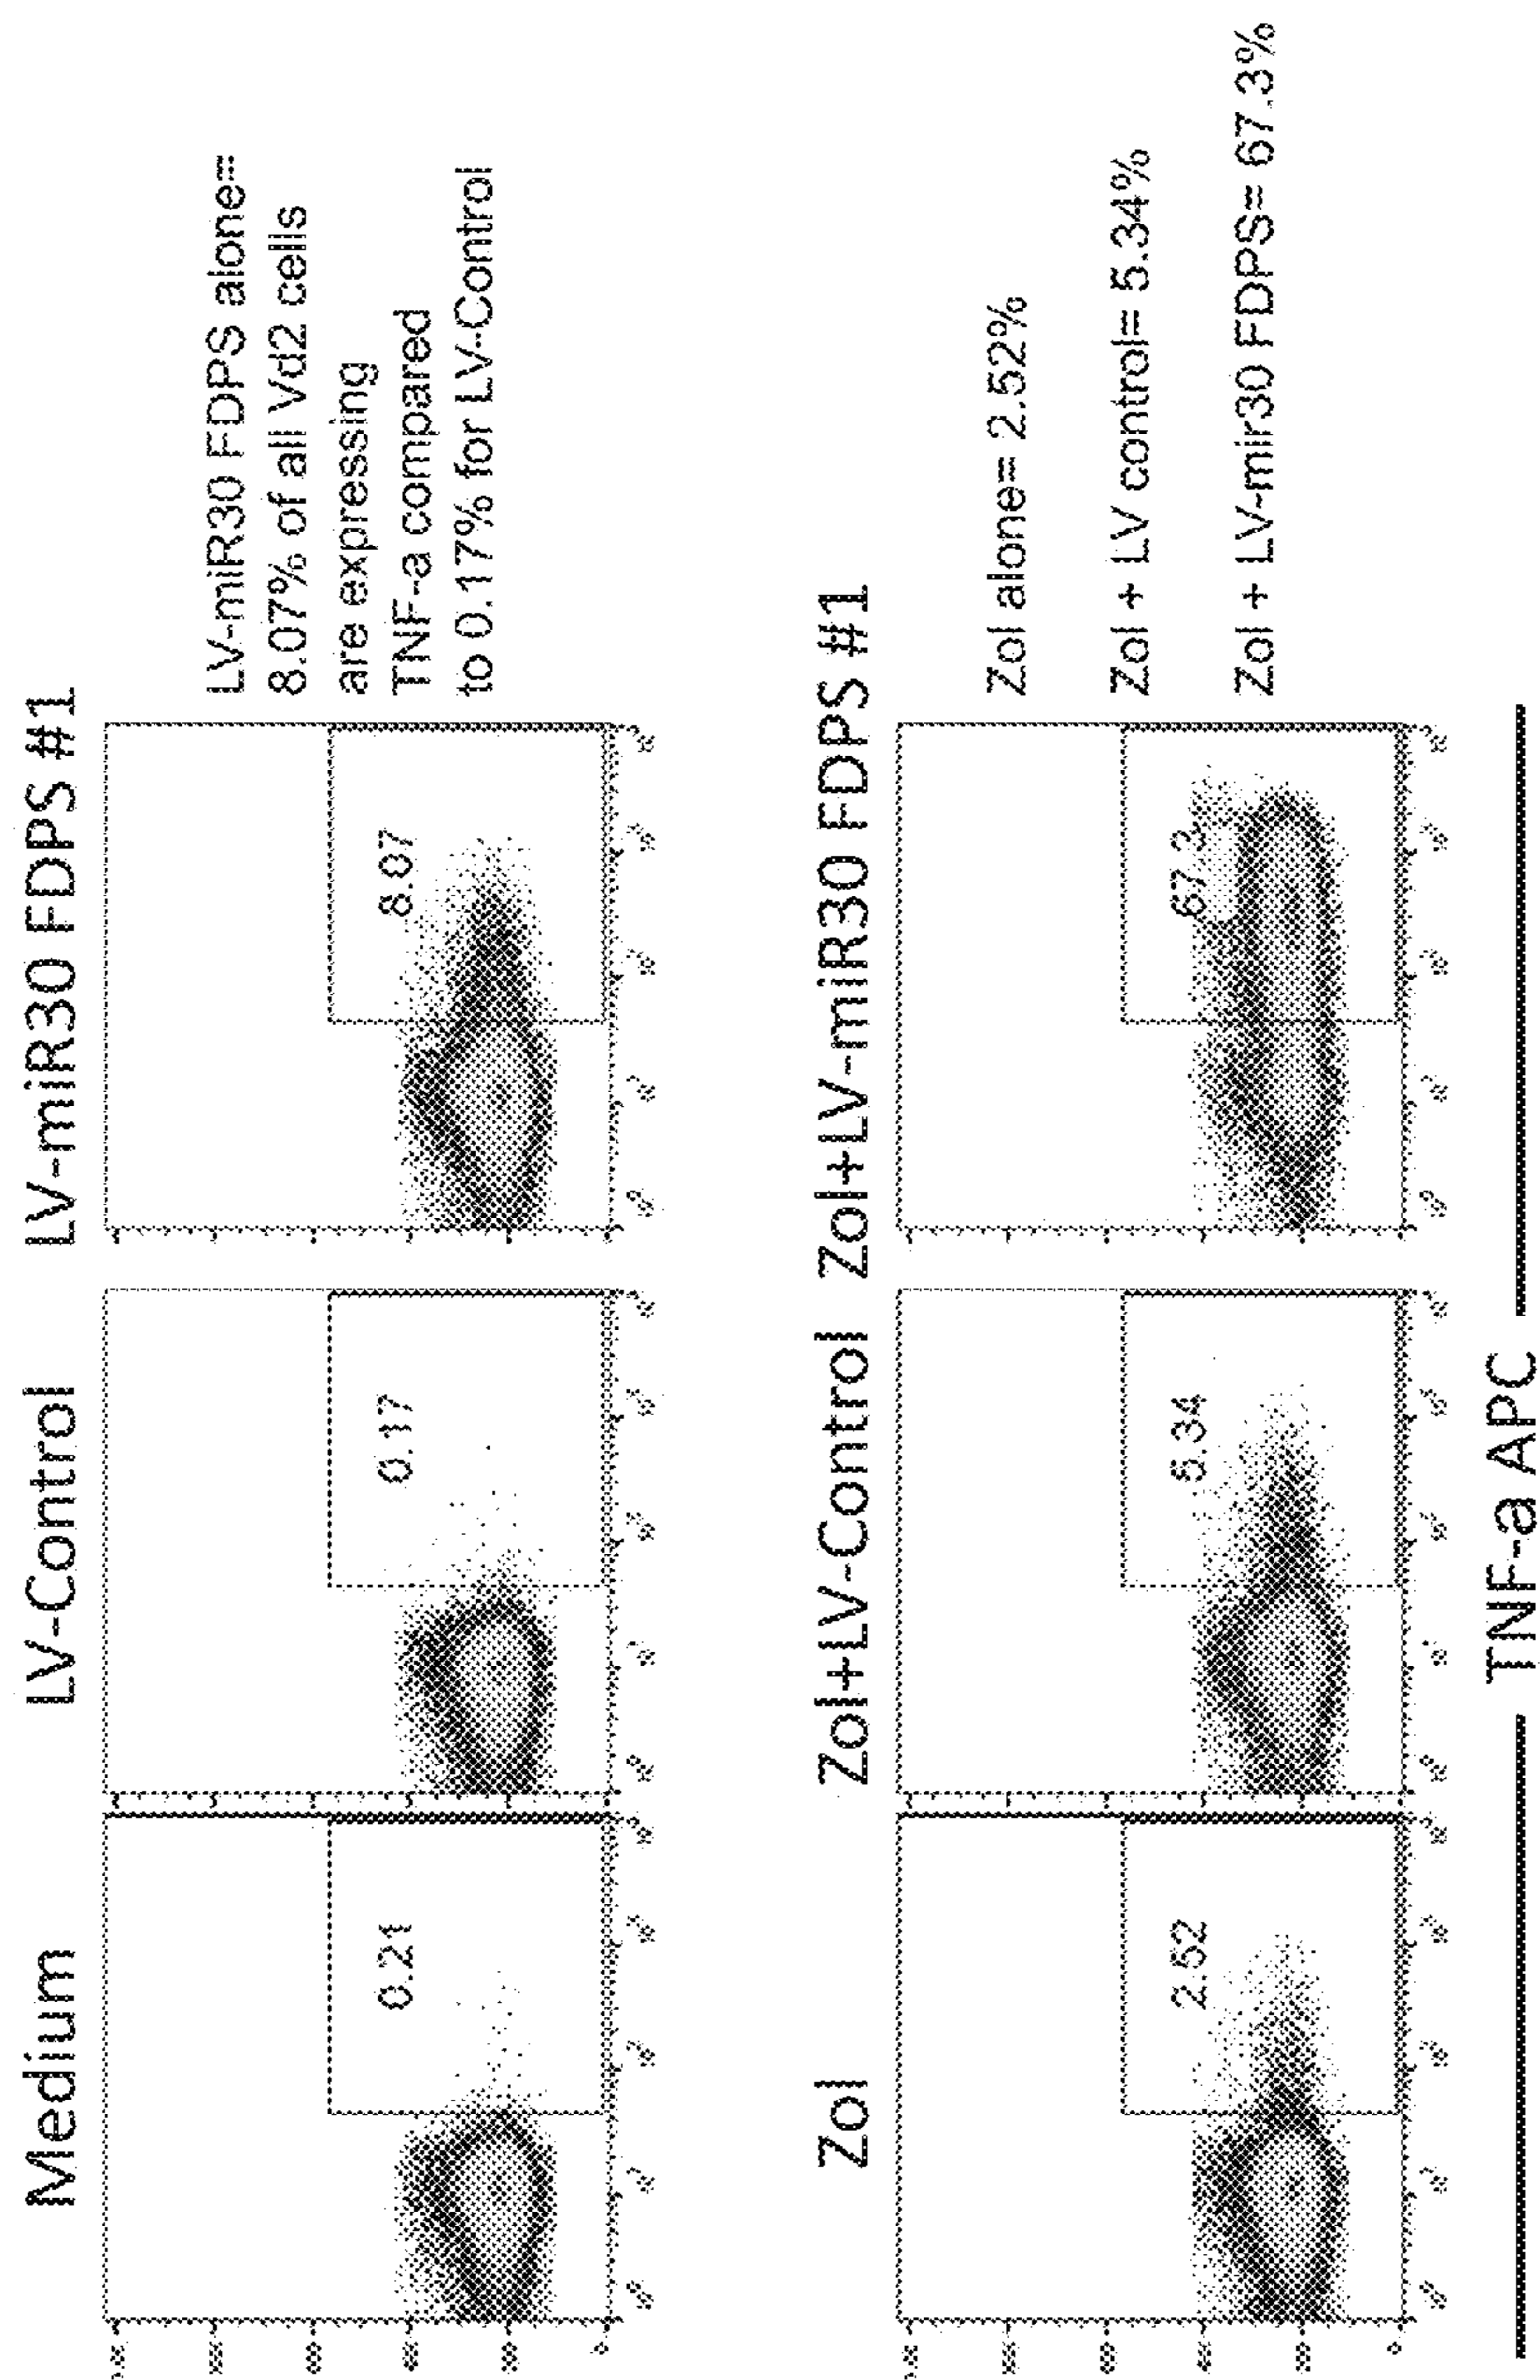 Medium
LV-Control
LV-miR30 FDPS #1
0.21
0.17
8.07
LV-miR30 FDPS alone=
8.07% of all Vd2 cells
are expressing
TNF-a compared
to 0.17% for LV-Control
Zol
Zol+LV-Control
Zol+LV-miR30 FDPS #1
2.52
5.34
67.3
Zol alone= 2.52%
Zol + LV control= 5.34%
Zol + LV-mir30 FDPS= 67.3%
TNF-a APC